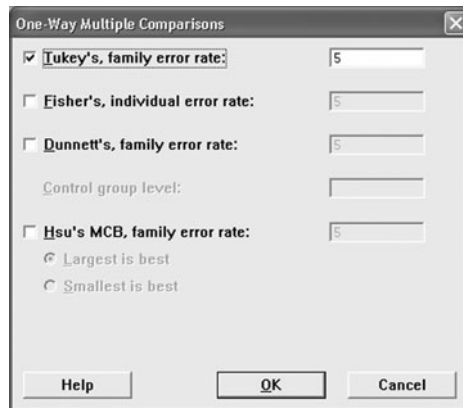 One-Way Multiple Comparisons
Tukey's, family error rate: 5
Fisher's, individual error rate: 5
Dunnett's, family error rate: 5
Control group level:
Hsu's MCB, family error rate: 5
Largest is best
Smallest is best
Help OK Cancel